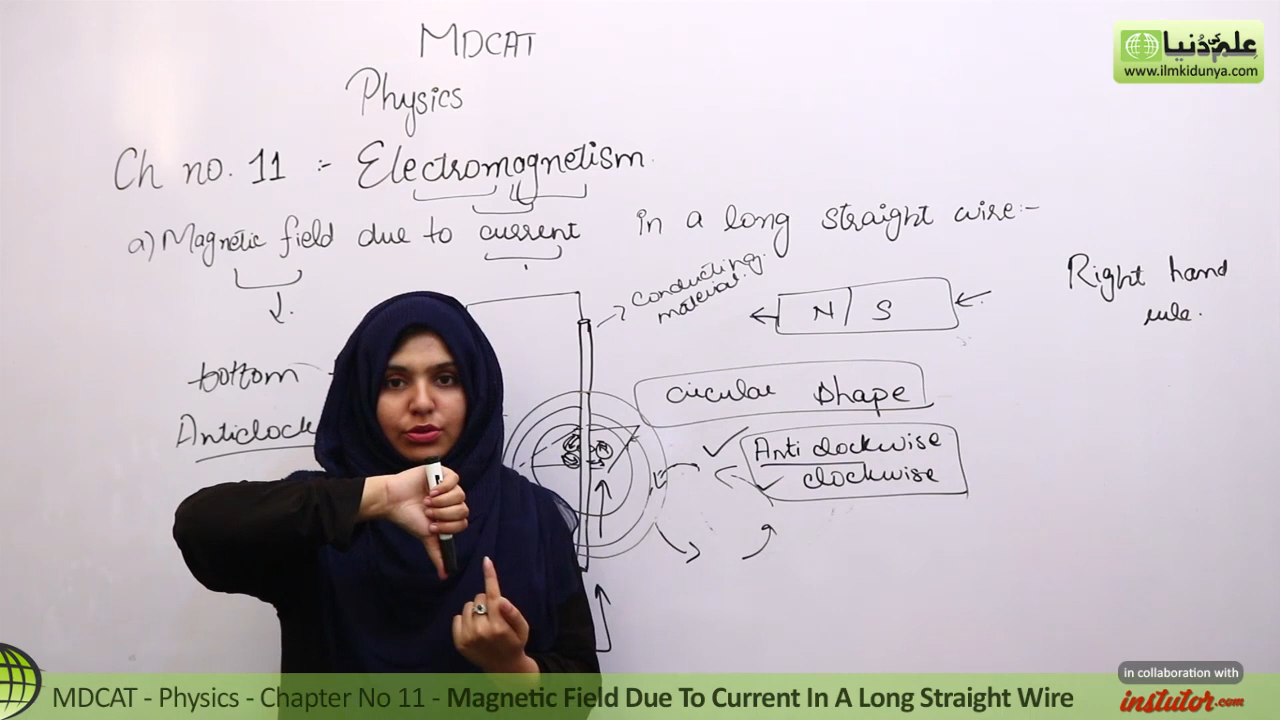 MDCAT
Physics
Ch no. 11 :- Electromagnetism.
a) Magnetic field due to current in a long straight wire:-
conducting
material.
N S
Right hand
rule.
bottom
Anticlock
circular shape
Anti clockwise
clockwise
علم کی دنیا
www.ilmkidunya.com
in collaboration with
instutor.com
MDCAT - Physics - Chapter No 11 - Magnetic Field Due To Current In A Long Straight Wire